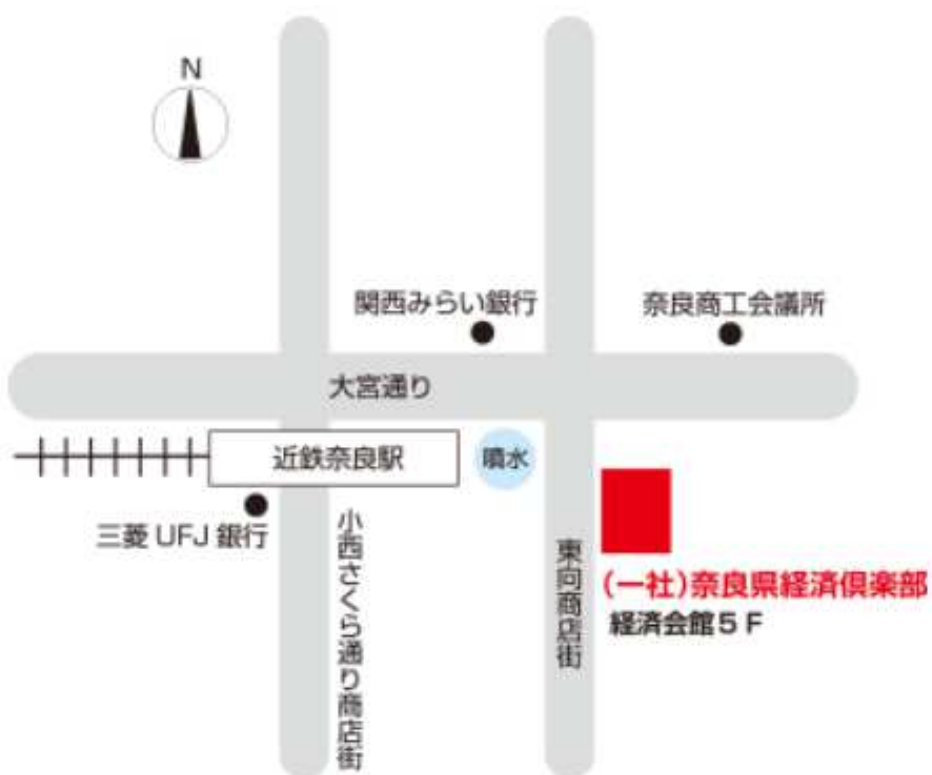 N
関西みらい銀行
奈良商工会議所
大宮通り
近鉄奈良駅
噴水
三菱UFJ銀行
小西さくら通り商店街
東向商店街
(一社)奈良県経済倶楽部
経済会館5F